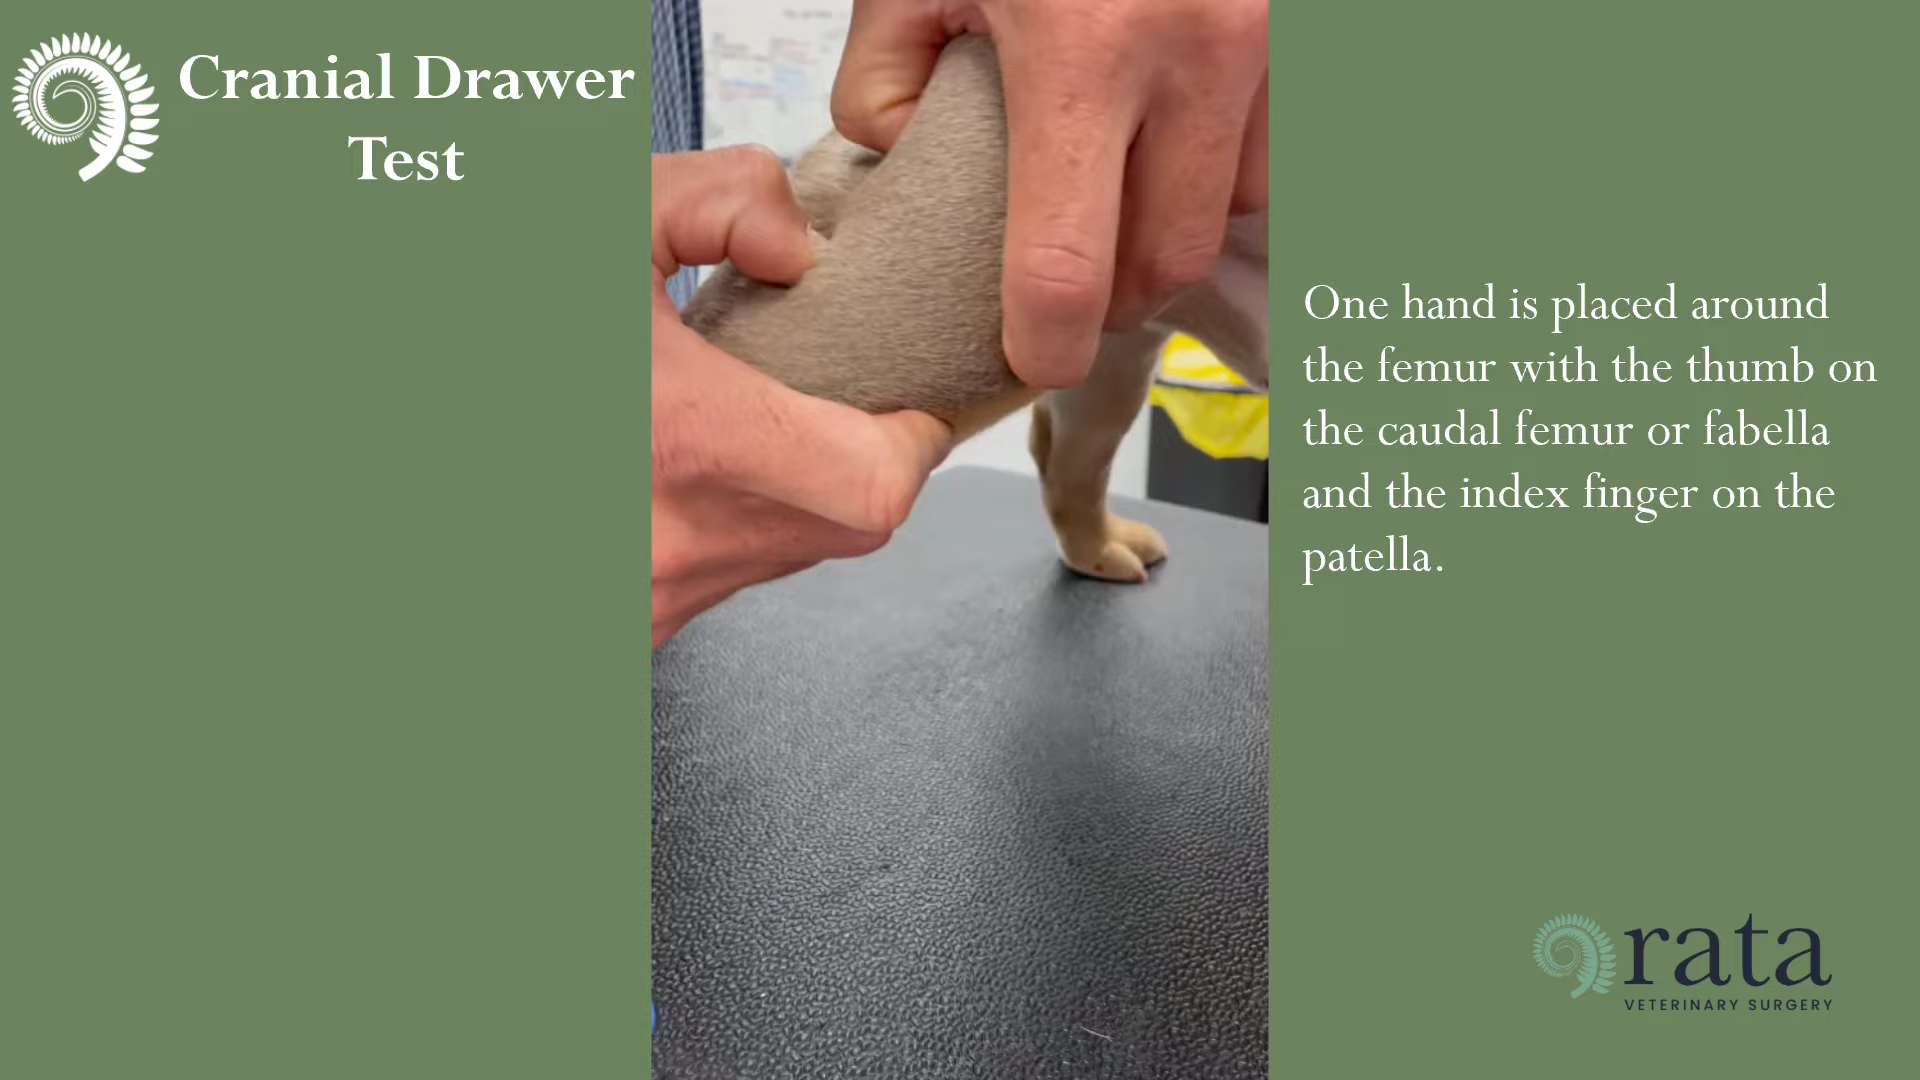 Cranial Drawer
Test
One hand is placed around
the femur with the thumb on
the caudal femur or fabella
and the index finger on the
patella.
rata
VETERINARY SURGERY